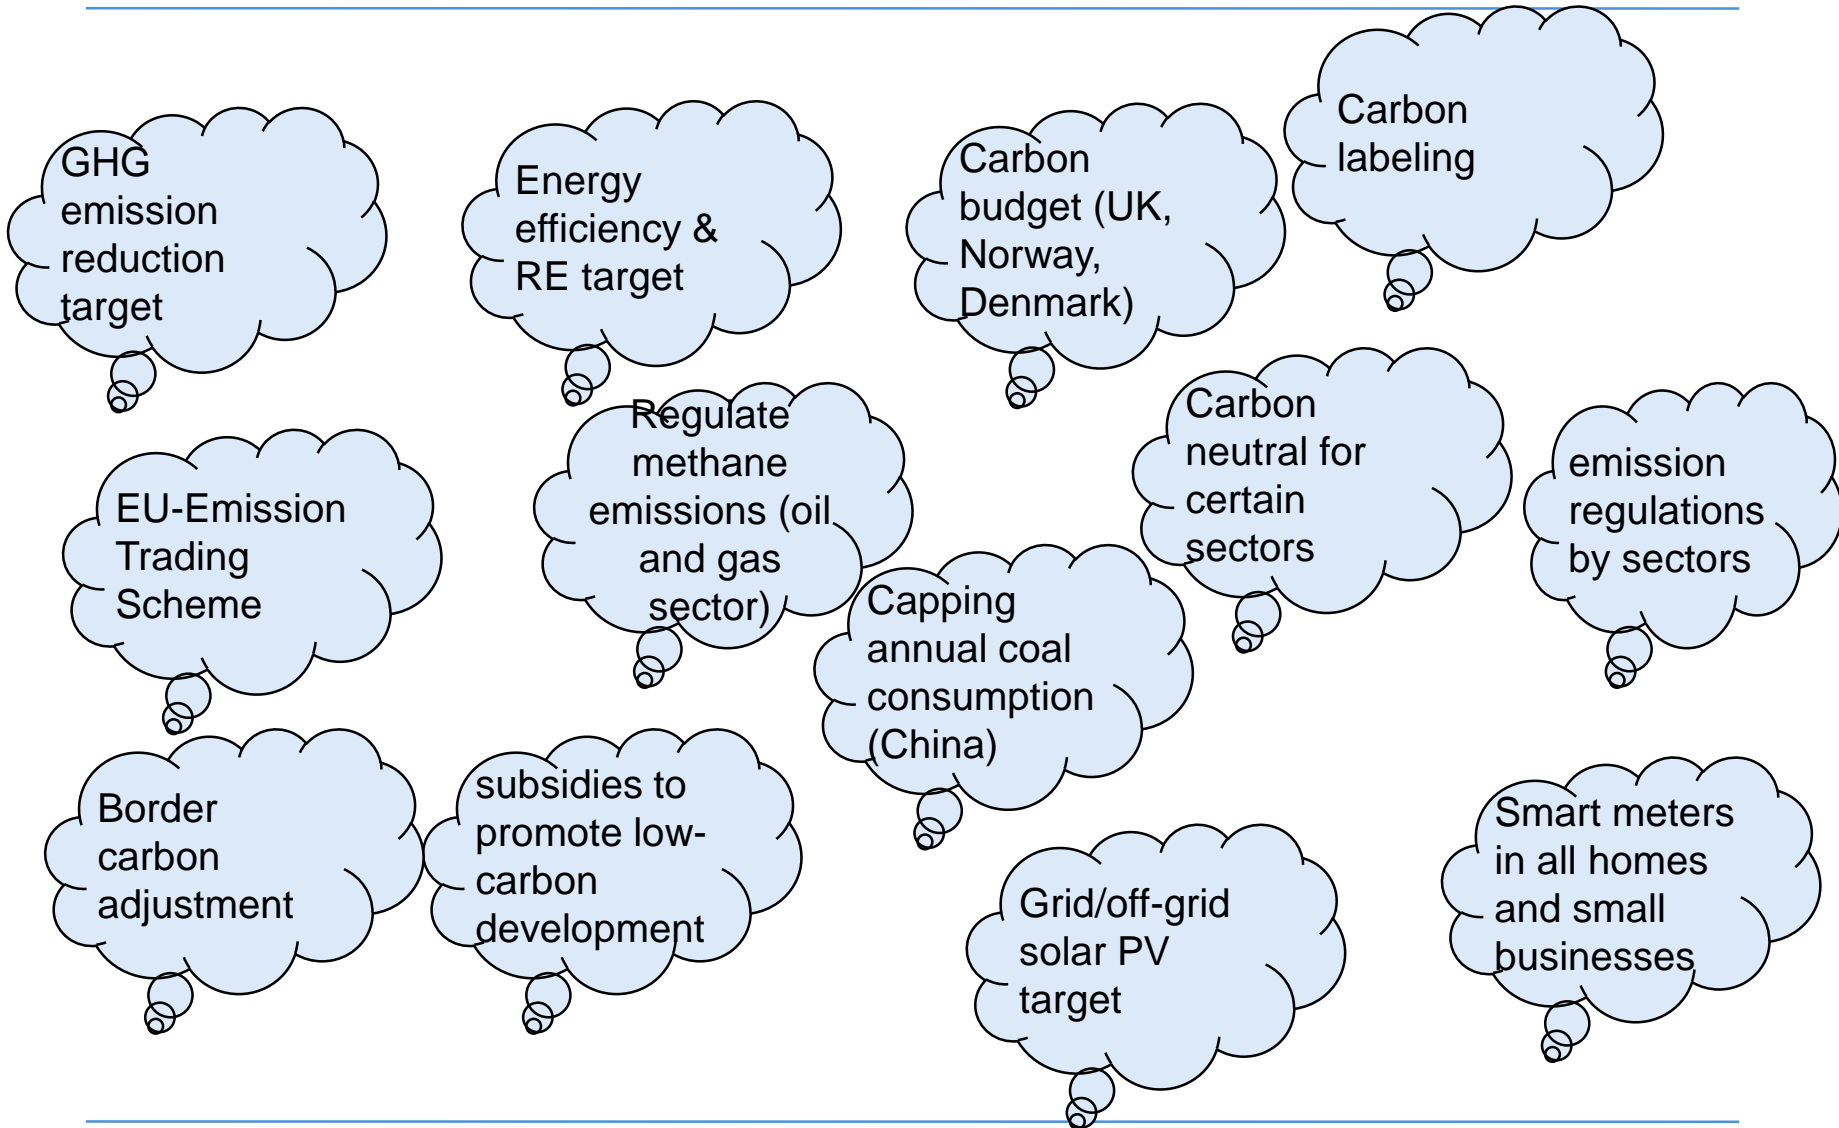 GHG
emission
reduction
target
Energy
efficiency &
RE target
Carbon
budget (UK,
Norway,
Denmark)
Carbon
labeling
EU-Emission
Trading
Scheme
Regulate
methane
emissions (oil
and gas
sector)
Capping
annual coal
consumption
(China)
Carbon
neutral for
certain
sectors
emission
regulations
by sectors
Border
carbon
adjustment
subsidies to
promote low-
carbon
development
Grid/off-grid
solar PV
target
Smart meters
in all homes
and small
businesses